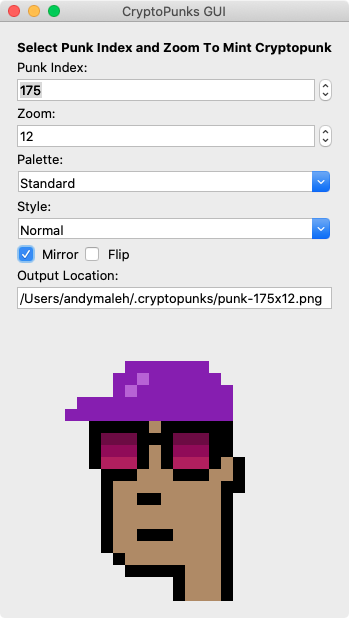 CryptoPunks GUI
Select Punk Index and Zoom To Mint Cryptopunk
Punk Index:
175
Zoom:
12
Palette:
Standard
Style:
Normal
Mirror Flip
Output Location:
/Users/andymaleh/.cryptopunks/punk-175x12.png